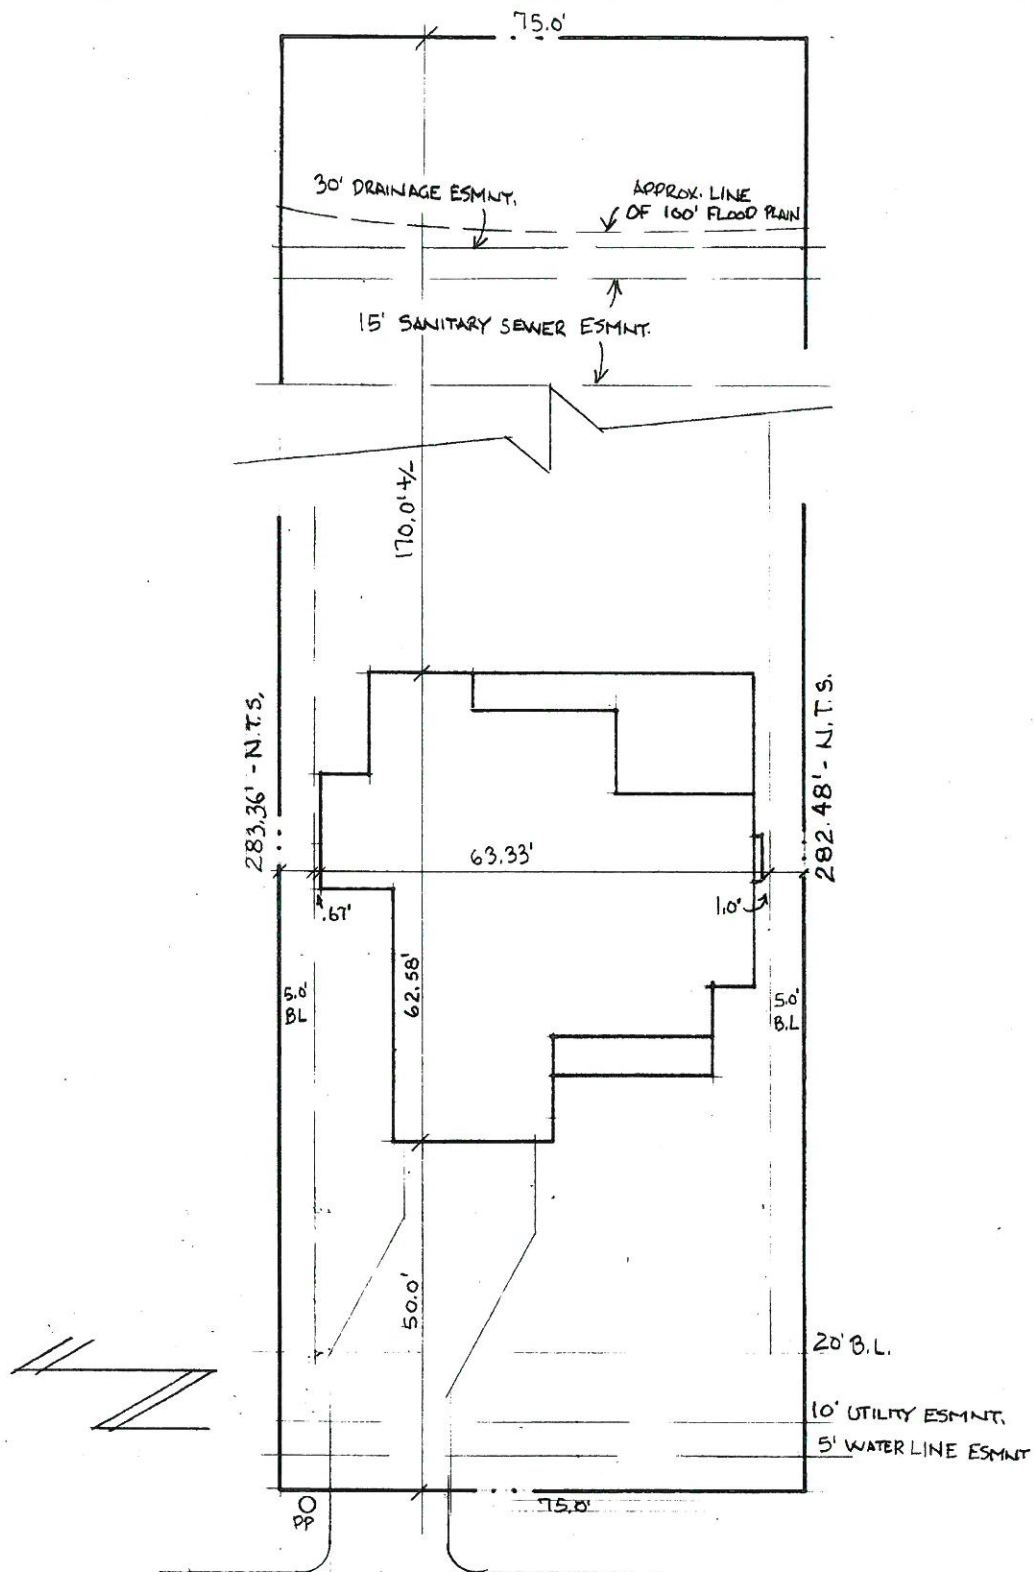 75.0'
30' DRAINAGE ESMNT.
APPROX. LINE
OF 100' FLOOD PLAIN
15' SANITARY SEWER ESMNT.
170.0' +/-
283.36' - N.T.S.
282.48' - N.T.S.
63.33'
.67'
1.0'
62.58'
5.0'
BL
5.0'
B.L
50.0'
20' B.L.
10' UTILITY ESMNT.
5' WATER LINE ESMNT
75.0'
PP